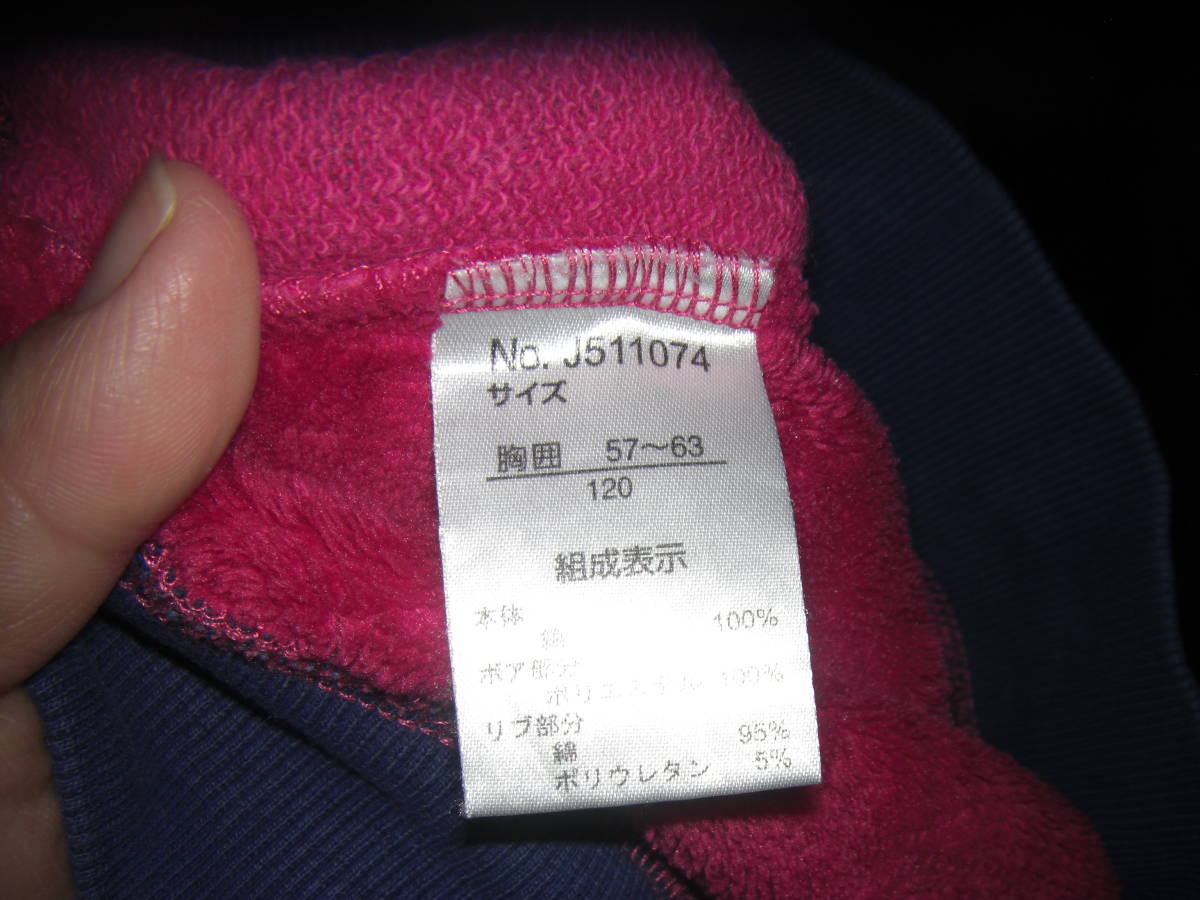 No. J511074
サイズ
胸囲 57～63
120
組成表示
本体
綿 100%
ボア部分
ポリエステル 100%
リブ部分
綿 95%
ポリウレタン 5%